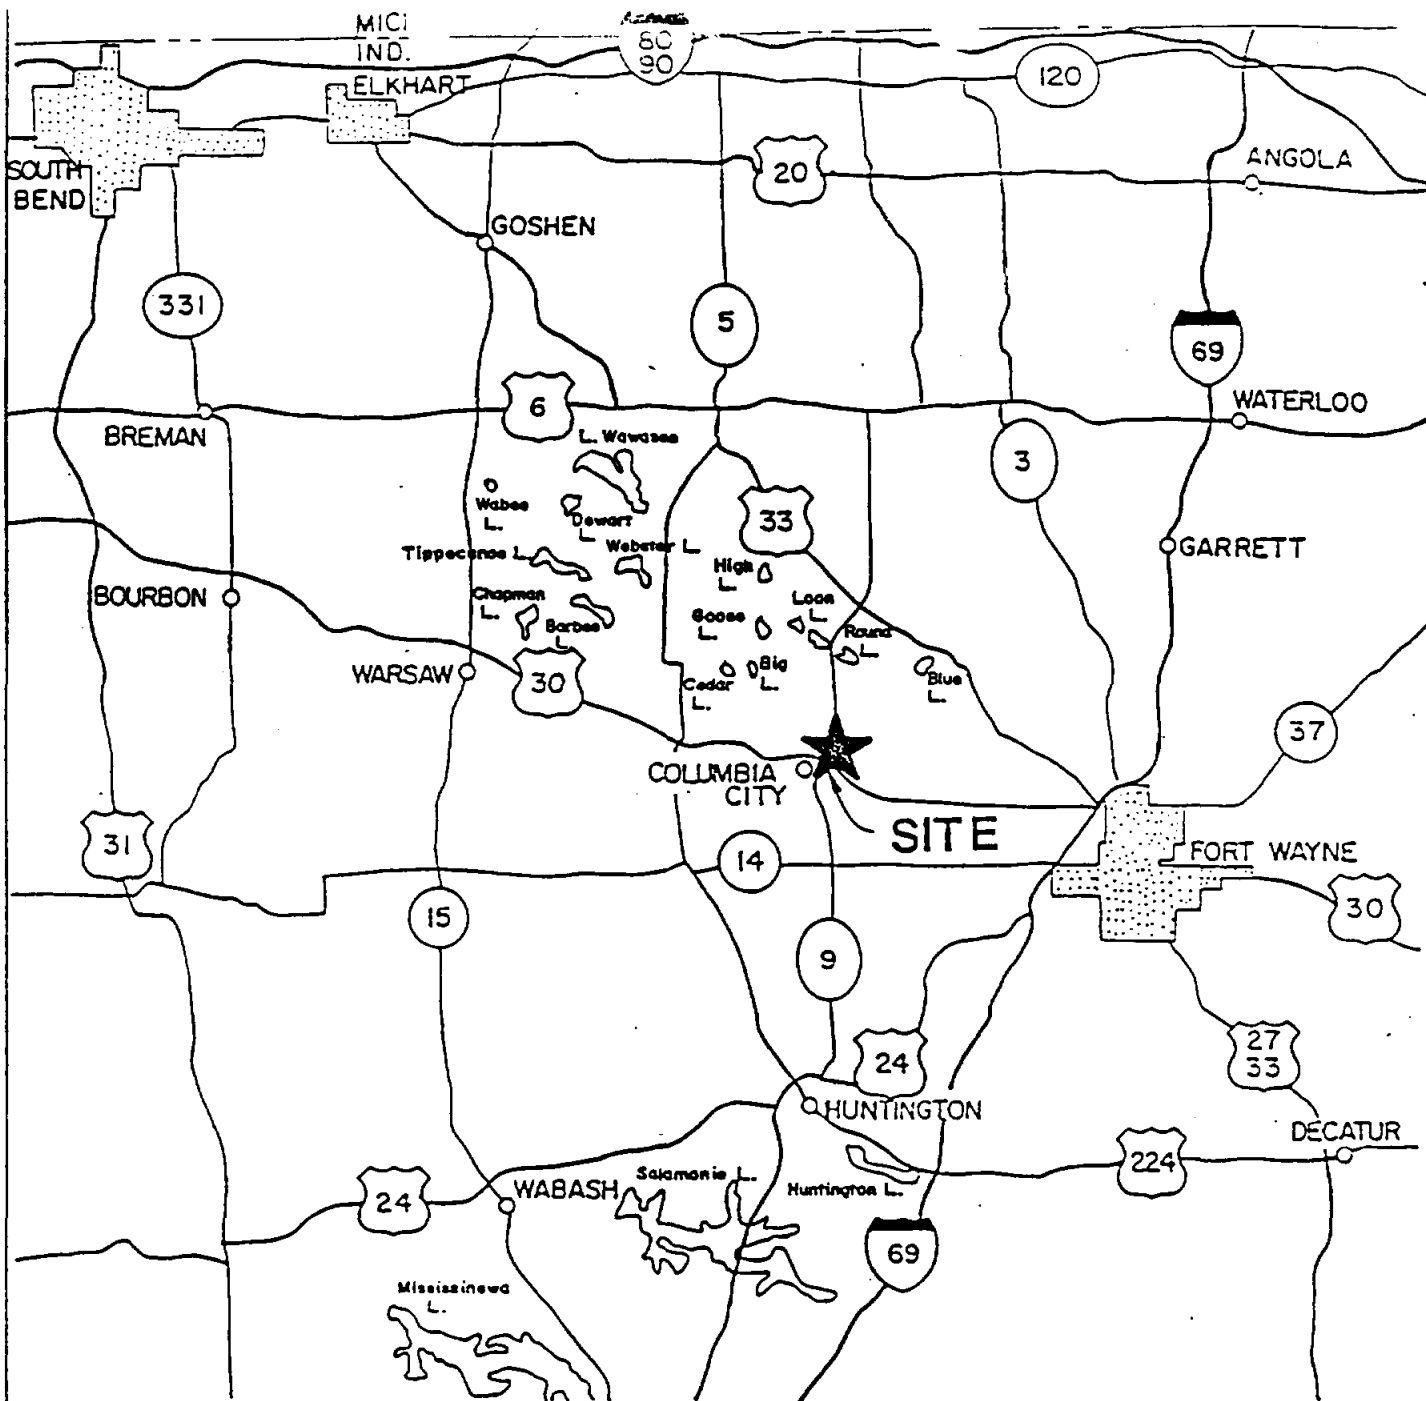 MICI
IND.
80
90
ELKHART
120
SOUTH
BEND
20
ANGOLA
GOSHEN
331
5
69
6
WATERLOO
BREMAN
L. Wawasee
3
Wabee
L.
Dewart
L.
33
Tippecanoe L.
Webster L.
GARRETT
High
L.
BOURBON
Chapman
L.
Barbee
L.
Goose
L.
Loon
L.
Round
L.
WARSAW
30
Cedar
L.
Big
L.
Blue
L.
37
COLUMBIA
CITY
SITE
31
14
FORT WAYNE
15
30
9
24
27
33
HUNTINGTON
DECATUR
224
Salamonie L.
Huntington L.
24
WABASH
69
Mississinewa
L.